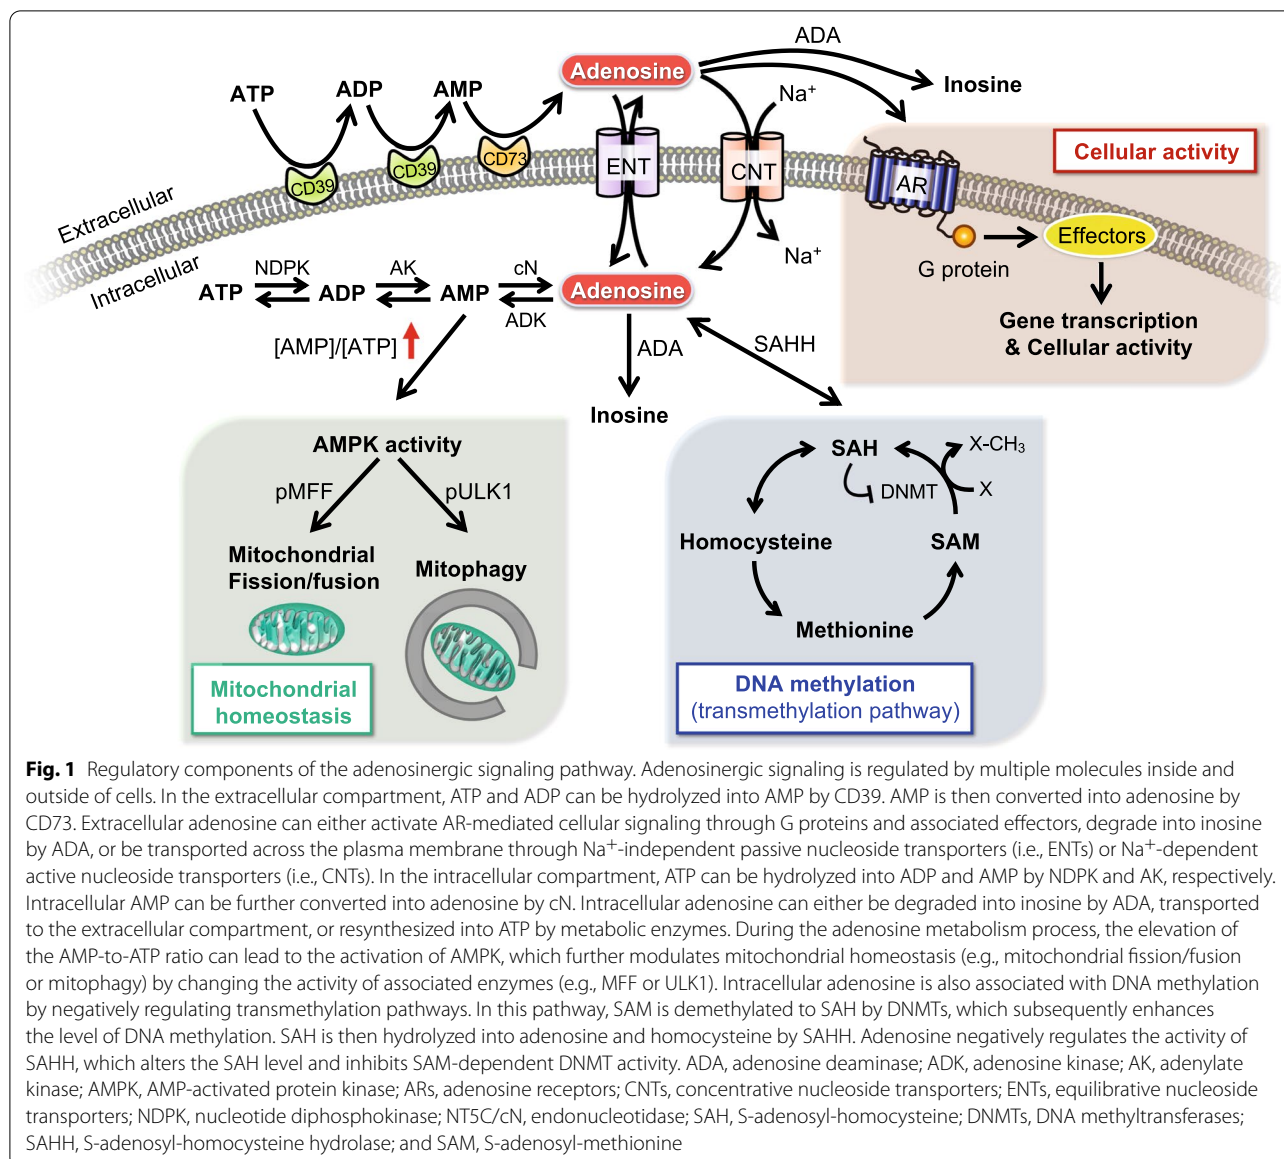 ATP
ADP
AMP
Adenosine
ADA
Inosine
Na⁺
CD39
CD39
CD73
ENT
CNT
AR
Cellular activity
Extracellular
Intracellular
Na⁺
G protein
Effectors
Gene transcription
& Cellular activity
ATP
NDPK
ADP
AK
AMP
cN
ADK
Adenosine
[AMP]/[ATP]
ADA
SAHH
Inosine
AMPK activity
pMFF
pULK1
Mitochondrial
Fission/fusion
Mitophagy
Mitochondrial
homeostasis
SAH
X-CH₃
DNMT
X
Homocysteine
SAM
Methionine
DNA methylation
(transmethylation pathway)
Fig. 1 Regulatory components of the adenosinergic signaling pathway. Adenosinergic signaling is regulated by multiple molecules inside and
outside of cells. In the extracellular compartment, ATP and ADP can be hydrolyzed into AMP by CD39. AMP is then converted into adenosine by
CD73. Extracellular adenosine can either activate AR-mediated cellular signaling through G proteins and associated effectors, degrade into inosine
by ADA, or be transported across the plasma membrane through Na⁺-independent passive nucleoside transporters (i.e., ENTs) or Na⁺-dependent
active nucleoside transporters (i.e., CNTs). In the intracellular compartment, ATP can be hydrolyzed into ADP and AMP by NDPK and AK, respectively.
Intracellular AMP can be further converted into adenosine by cN. Intracellular adenosine can either be degraded into inosine by ADA, transported
to the extracellular compartment, or resynthesized into ATP by metabolic enzymes. During the adenosine metabolism process, the elevation of
the AMP-to-ATP ratio can lead to the activation of AMPK, which further modulates mitochondrial homeostasis (e.g., mitochondrial fission/fusion
or mitophagy) by changing the activity of associated enzymes (e.g., MFF or ULK1). Intracellular adenosine is also associated with DNA methylation
by negatively regulating transmethylation pathways. In this pathway, SAM is demethylated to SAH by DNMTs, which subsequently enhances
the level of DNA methylation. SAH is then hydrolyzed into adenosine and homocysteine by SAHH. Adenosine negatively regulates the activity of
SAHH, which alters the SAH level and inhibits SAM-dependent DNMT activity. ADA, adenosine deaminase; ADK, adenosine kinase; AK, adenylate
kinase; AMPK, AMP-activated protein kinase; ARs, adenosine receptors; CNTs, concentrative nucleoside transporters; ENTs, equilibrative nucleoside
transporters; NDPK, nucleotide diphosphokinase; NT5C/cN, endonucleotidase; SAH, S-adenosyl-homocysteine; DNMTs, DNA methyltransferases;
SAHH, S-adenosyl-homocysteine hydrolase; and SAM, S-adenosyl-methionine